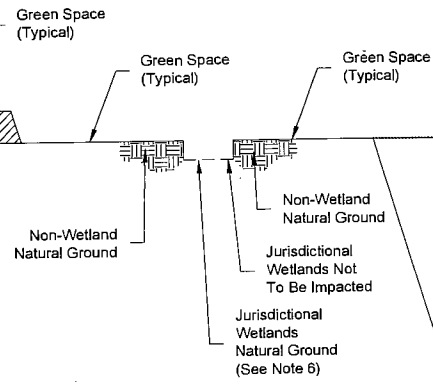 Green Space
(Typical)
Green Space
(Typical)
Green Space
(Typical)
Non-Wetland
Natural Ground
Non-Wetland
Natural Ground
Jurisdictional
Wetlands Not
To Be Impacted
Jurisdictional
Wetlands
Natural Ground
(See Note 6)